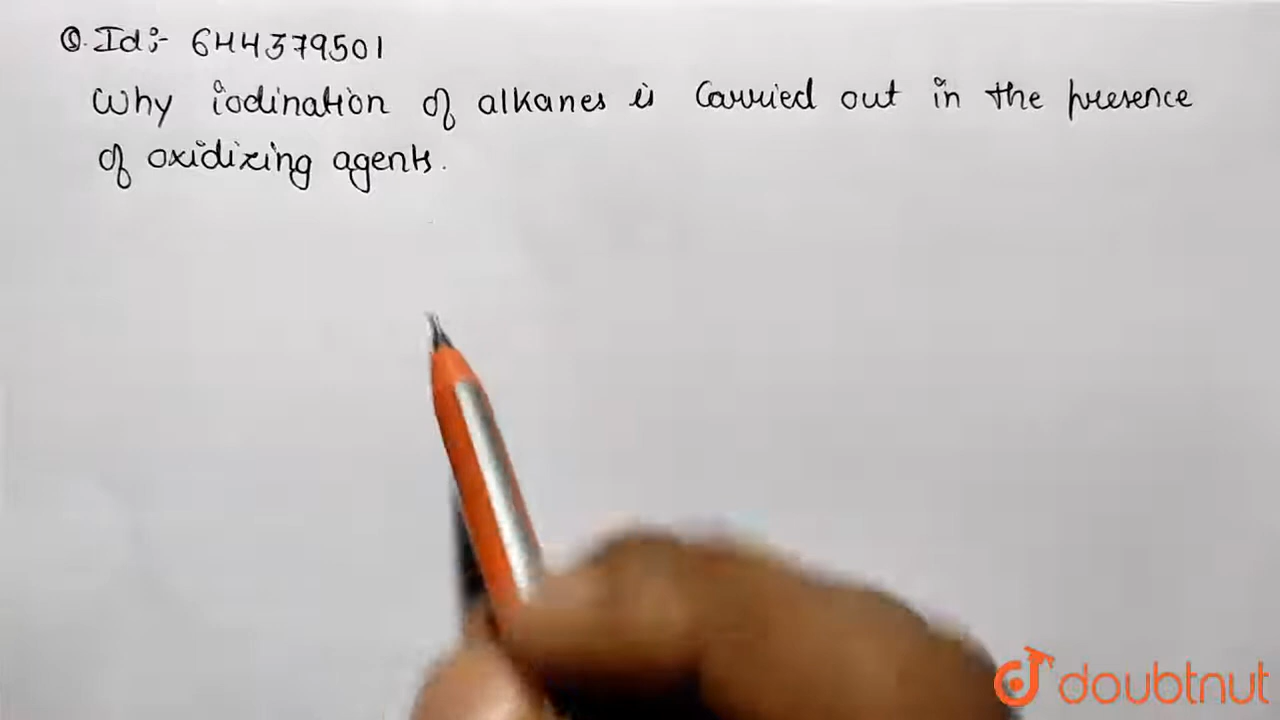 Q. Id:- 644379501
Why iodination of alkanes is Carried out in the presence
of oxidizing agents.
doubtnut